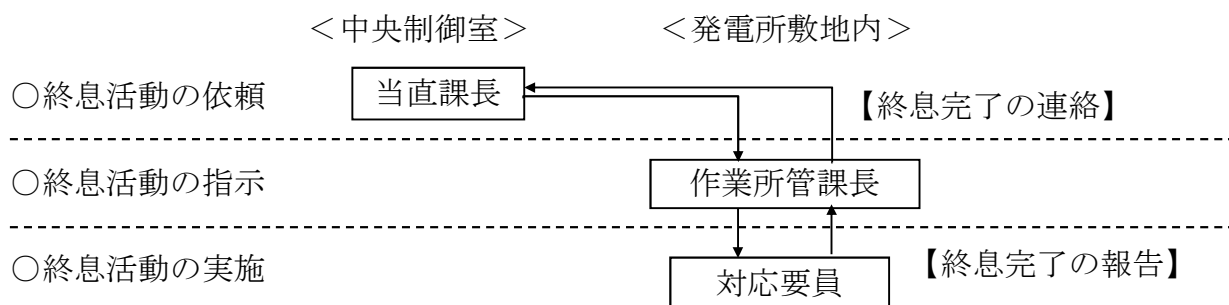 ＜中央制御室＞ ＜発電所敷地内＞
○終息活動の依頼 当直課長 【終息完了の連絡】
○終息活動の指示 作業所管課長
○終息活動の実施 対応要員 【終息完了の報告】